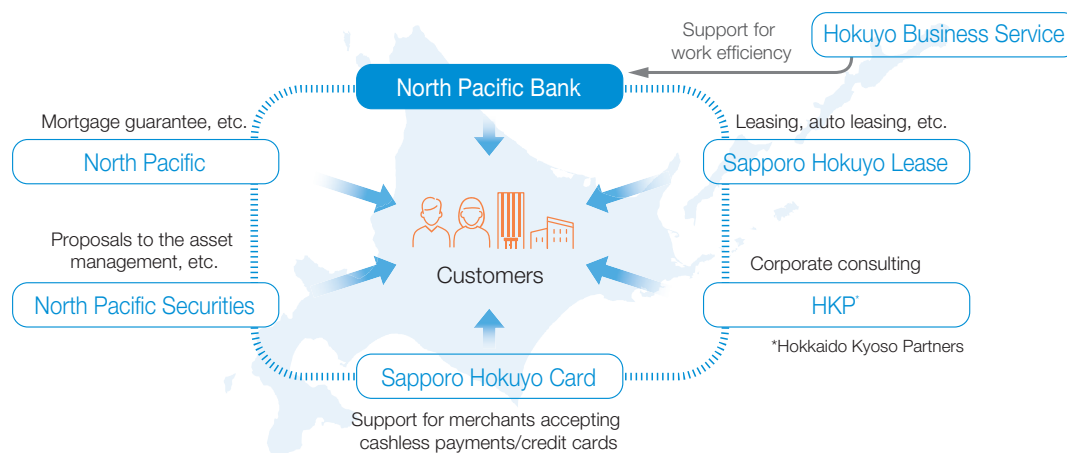 Support for
work efficiency
Hokuyo Business Service
North Pacific Bank
Mortgage guarantee, etc.
North Pacific
Leasing, auto leasing, etc.
Sapporo Hokuyo Lease
Customers
Proposals to the asset
management, etc.
North Pacific Securities
Corporate consulting
HKP*
*Hokkaido Kyoso Partners
Sapporo Hokuyo Card
Support for merchants accepting
cashless payments/credit cards